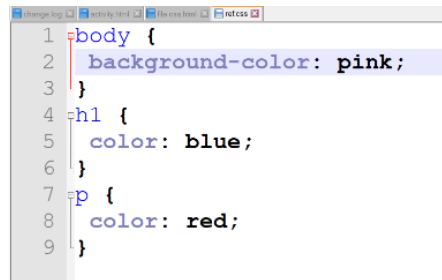 change.log activity.html file css.html ret.css
1 body {
2 background-color: pink;
3 }
4 h1 {
5 color: blue;
6 }
7 p {
8 color: red;
9 }